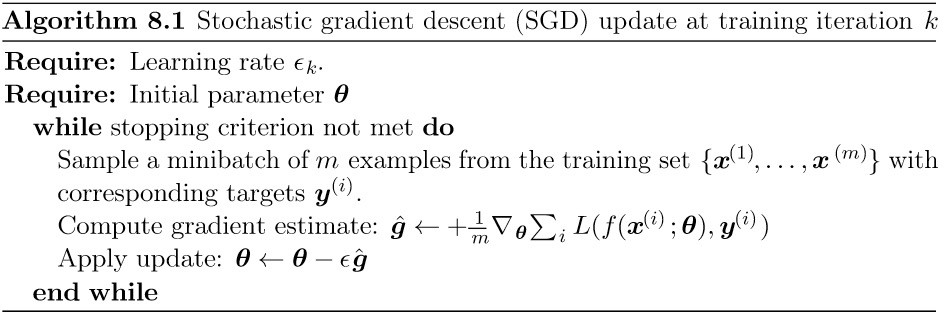 Algorithm 8.1 Stochastic gradient descent (SGD) update at training iteration k
Require: Learning rate ϵₖ.
Require: Initial parameter θ
while stopping criterion not met do
Sample a minibatch of m examples from the training set {x⁽¹⁾, . . . , x⁽ᵐ⁾} with
corresponding targets y⁽ⁱ⁾.
Compute gradient estimate: ĝ ← +1/m ∇_θ ∑ᵢ L(f(x⁽ⁱ⁾; θ), y⁽ⁱ⁾)
Apply update: θ ← θ − ϵĝ
end while